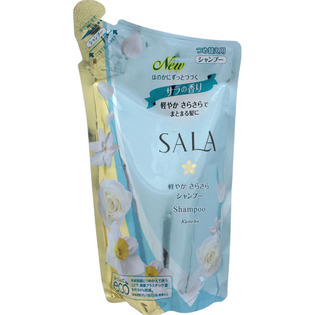 New
つめ替え用
シャンプー
ほのかにずっとつづく
サラの香り
軽やか さらさらで
まとまる髪に
SALA
軽やか さらさら
シャンプー
Shampoo
Kanebo
eco